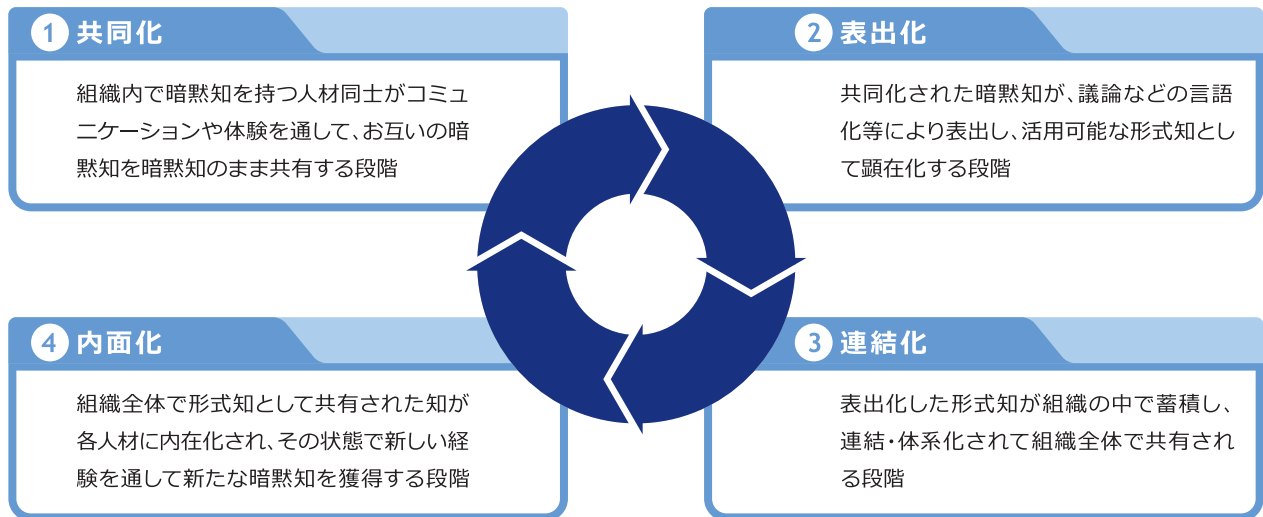 1 共同化
組織内で暗黙知を持つ人材同士がコミュ
ニケーションや体験を通して、お互いの暗
黙知を暗黙知のまま共有する段階
2 表出化
共同化された暗黙知が、議論などの言語
化等により表出し、活用可能な形式知とし
て顕在化する段階
3 連結化
表出化した形式知が組織の中で蓄積し、
連結・体系化されて組織全体で共有され
る段階
4 内面化
組織全体で形式知として共有された知が
各人材に内在化され、その状態で新しい経
験を通して新たな暗黙知を獲得する段階